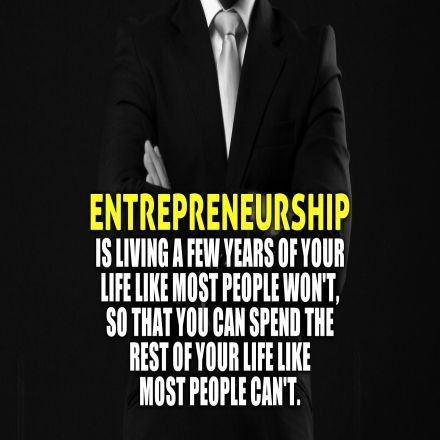 ENTREPRENEURSHIP
IS LIVING A FEW YEARS OF YOUR
LIFE LIKE MOST PEOPLE WON'T,
SO THAT YOU CAN SPEND THE
REST OF YOUR LIFE LIKE
MOST PEOPLE CAN'T.